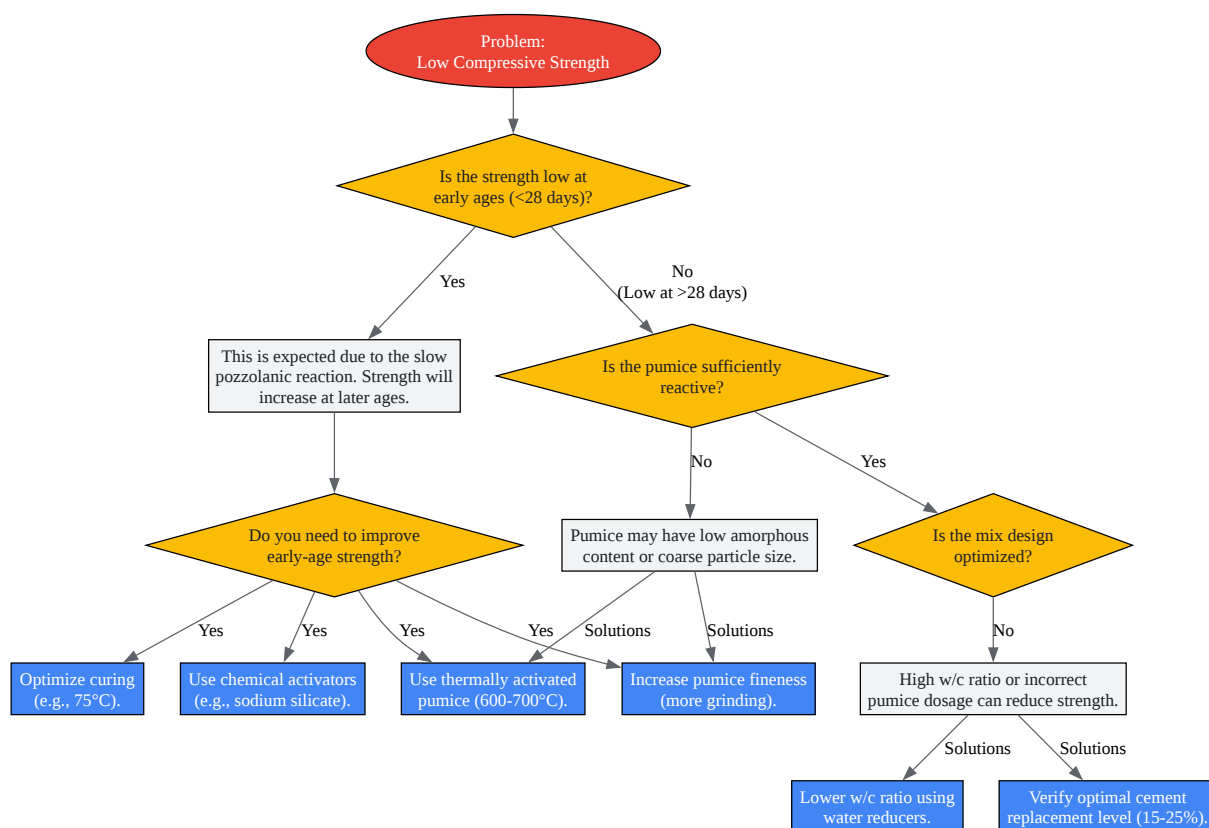 Problem:
Low Compressive Strength
Is the strength low at
early ages (<28 days)?
Yes
No
(Low at >28 days)
This is expected due to the slow
pozzolanic reaction. Strength will
increase at later ages.
Is the pumice sufficiently
reactive?
No
Yes
Do you need to improve
early-age strength?
Pumice may have low amorphous
content or coarse particle size.
Is the mix design
optimized?
Yes
Yes
Yes
Yes
Solutions
Solutions
No
Optimize curing
(e.g., 75°C).
Use chemical activators
(e.g., sodium silicate).
Use thermally activated
pumice (600-700°C).
Increase pumice fineness
(more grinding).
High w/c ratio or incorrect
pumice dosage can reduce strength.
Solutions
Solutions
Lower w/c ratio using
water reducers.
Verify optimal cement
replacement level (15-25%).